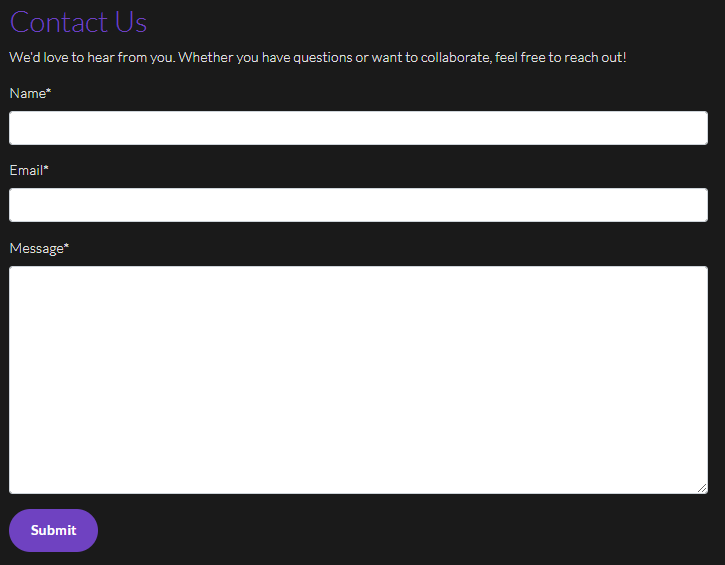 Contact Us
We'd love to hear from you. Whether you have questions or want to collaborate, feel free to reach out!
Name*
Email*
Message*
Submit